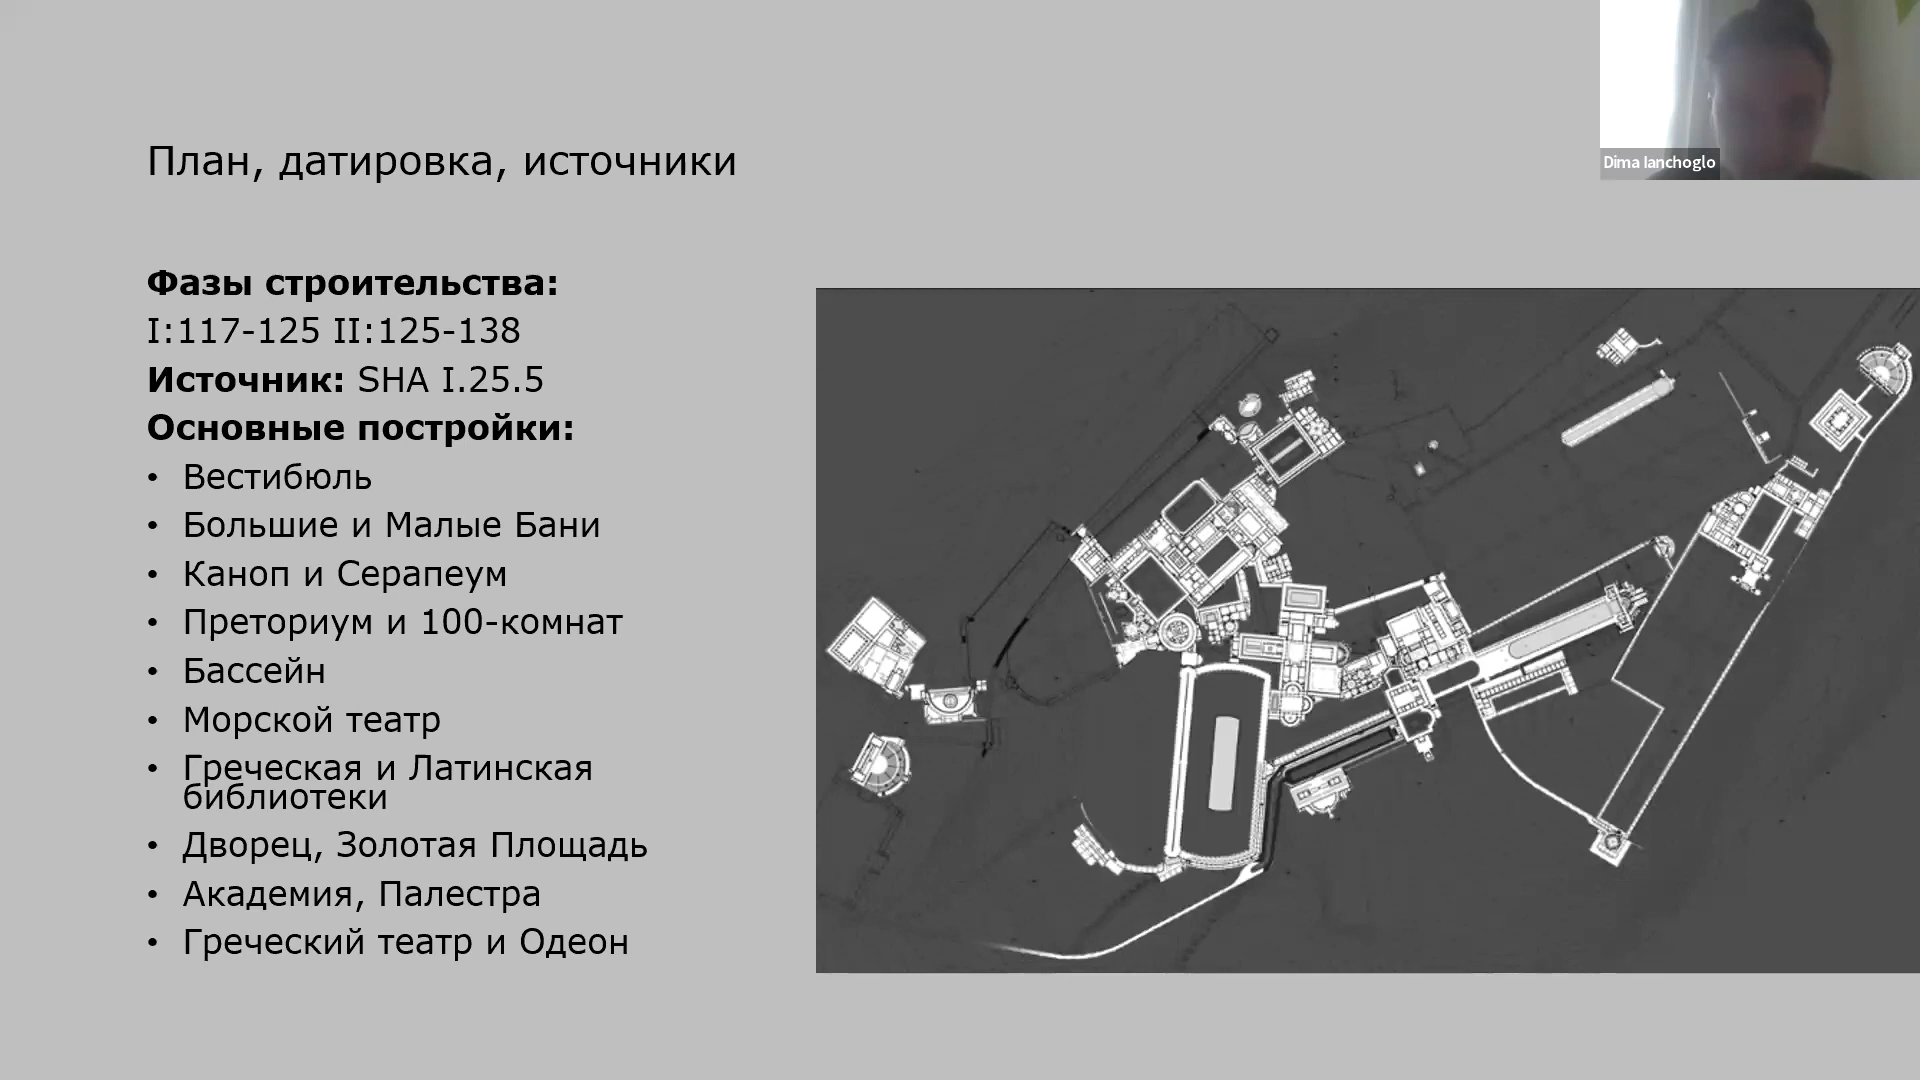 Dima Ianchoglo
План, датировка, источники
Фазы строительства:
I:117-125 II:125-138
Источник: SHA I.25.5
Основные постройки:
• Вестибюль
• Большие и Малые Бани
• Каноп и Серапеум
• Преториум и 100-комнат
• Бассейн
• Морской театр
• Греческая и Латинская
библиотеки
• Дворец, Золотая Площадь
• Академия, Палестра
• Греческий театр и Одеон